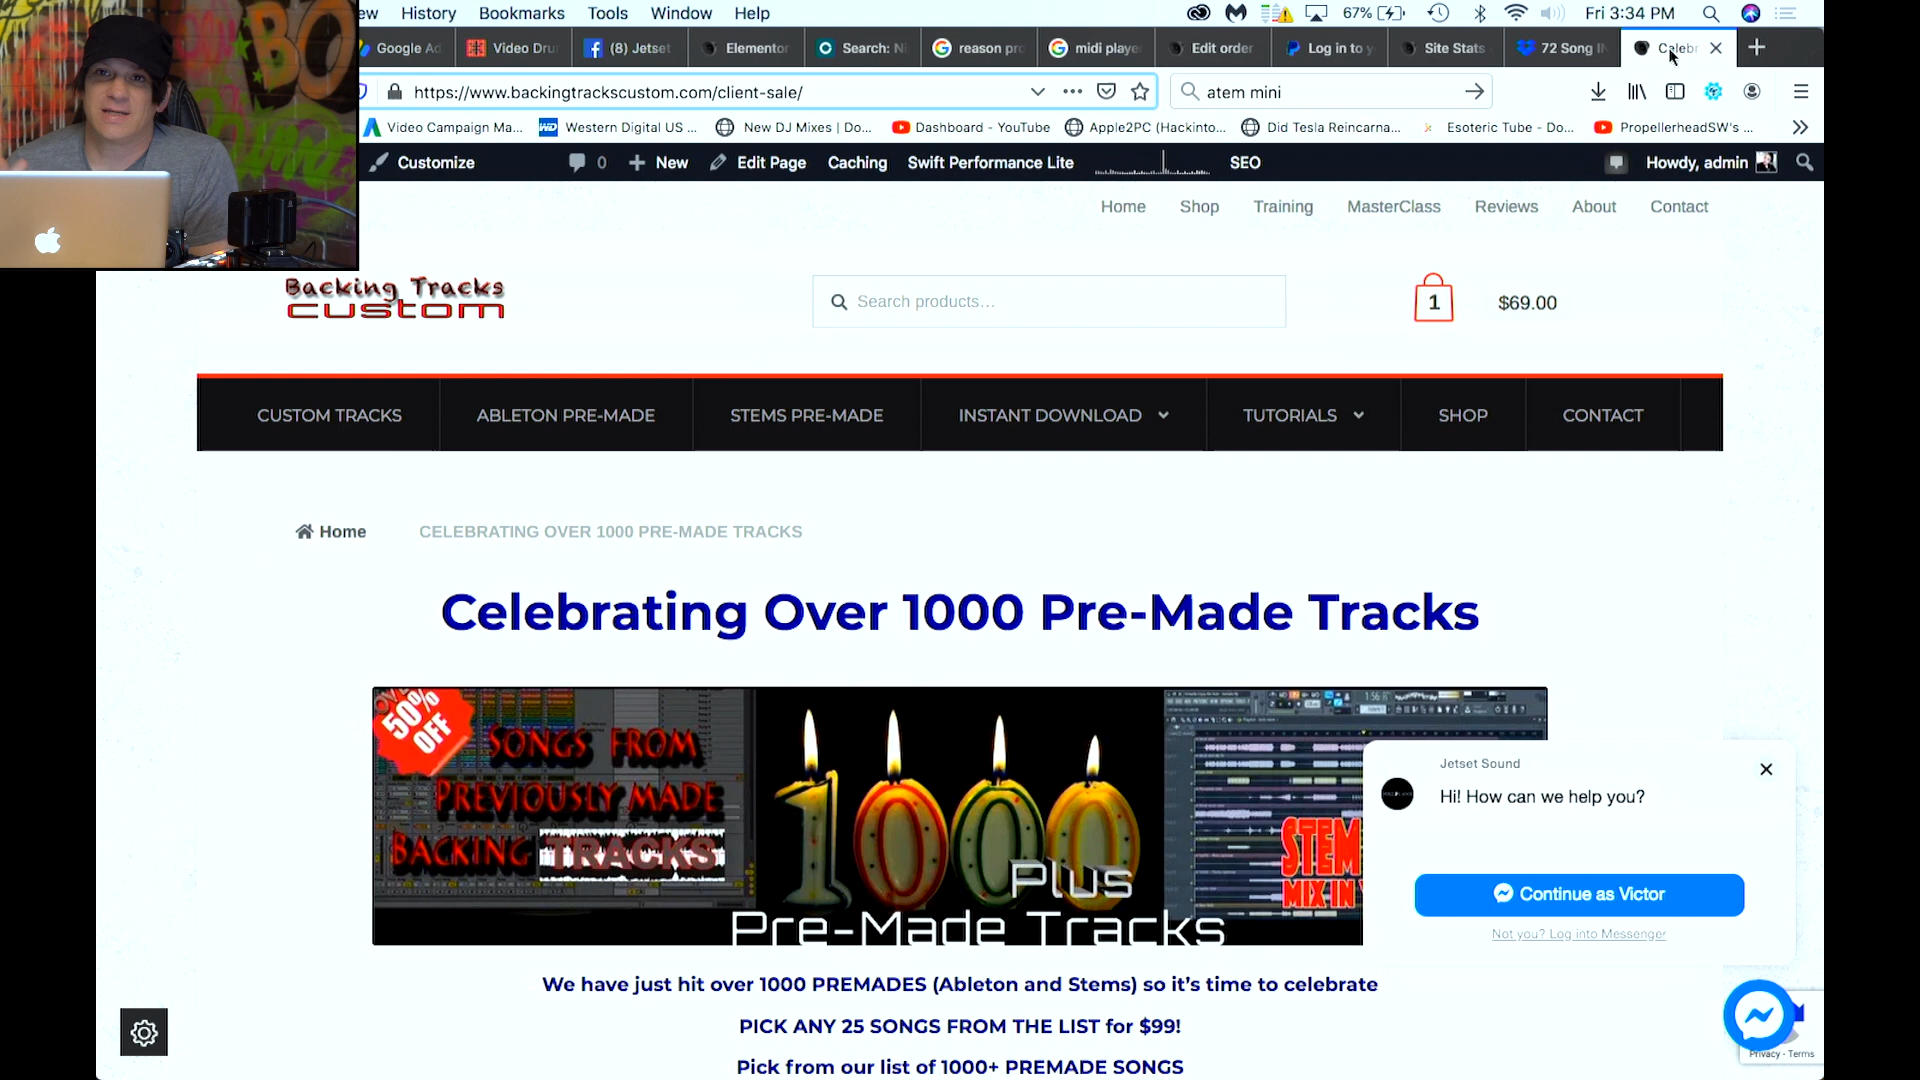 ew History Bookmarks Tools Window Help 67% Fri 3:34 PM
Google Ad Video Dru (8) Jetset Elementor Search: Ni reason pro midi playe Edit order Log in to y Site Stats 72 Song IN Celebr
https://www.backingtrackscustom.com/client-sale/ atem mini
Video Campaign Ma... Western Digital US ... New DJ Mixes | Do... Dashboard - YouTube Apple2PC (Hackinto... Did Tesla Reincarna... Esoteric Tube - Do... PropellerheadSW's ...
Customize 0 New Edit Page Caching Swift Performance Lite SEO Howdy, admin
Home Shop Training MasterClass Reviews About Contact
Backing Tracks
custom
Search products...
1 $69.00
CUSTOM TRACKS ABLETON PRE-MADE STEMS PRE-MADE INSTANT DOWNLOAD TUTORIALS SHOP CONTACT
Home CELEBRATING OVER 1000 PRE-MADE TRACKS
Celebrating Over 1000 Pre-Made Tracks
50% OFF
SONGS FROM
PREVIOUSLY MADE
BACKING TRACKS
1000
Plus
Pre-Made Tracks
STEM
MIX IN
Jetset Sound
Hi! How can we help you?
Continue as Victor
Not you? Log into Messenger
We have just hit over 1000 PREMADES (Ableton and Stems) so it's time to celebrate
PICK ANY 25 SONGS FROM THE LIST for $99!
Pick from our list of 1000+ PREMADE SONGS
Privacy - Terms